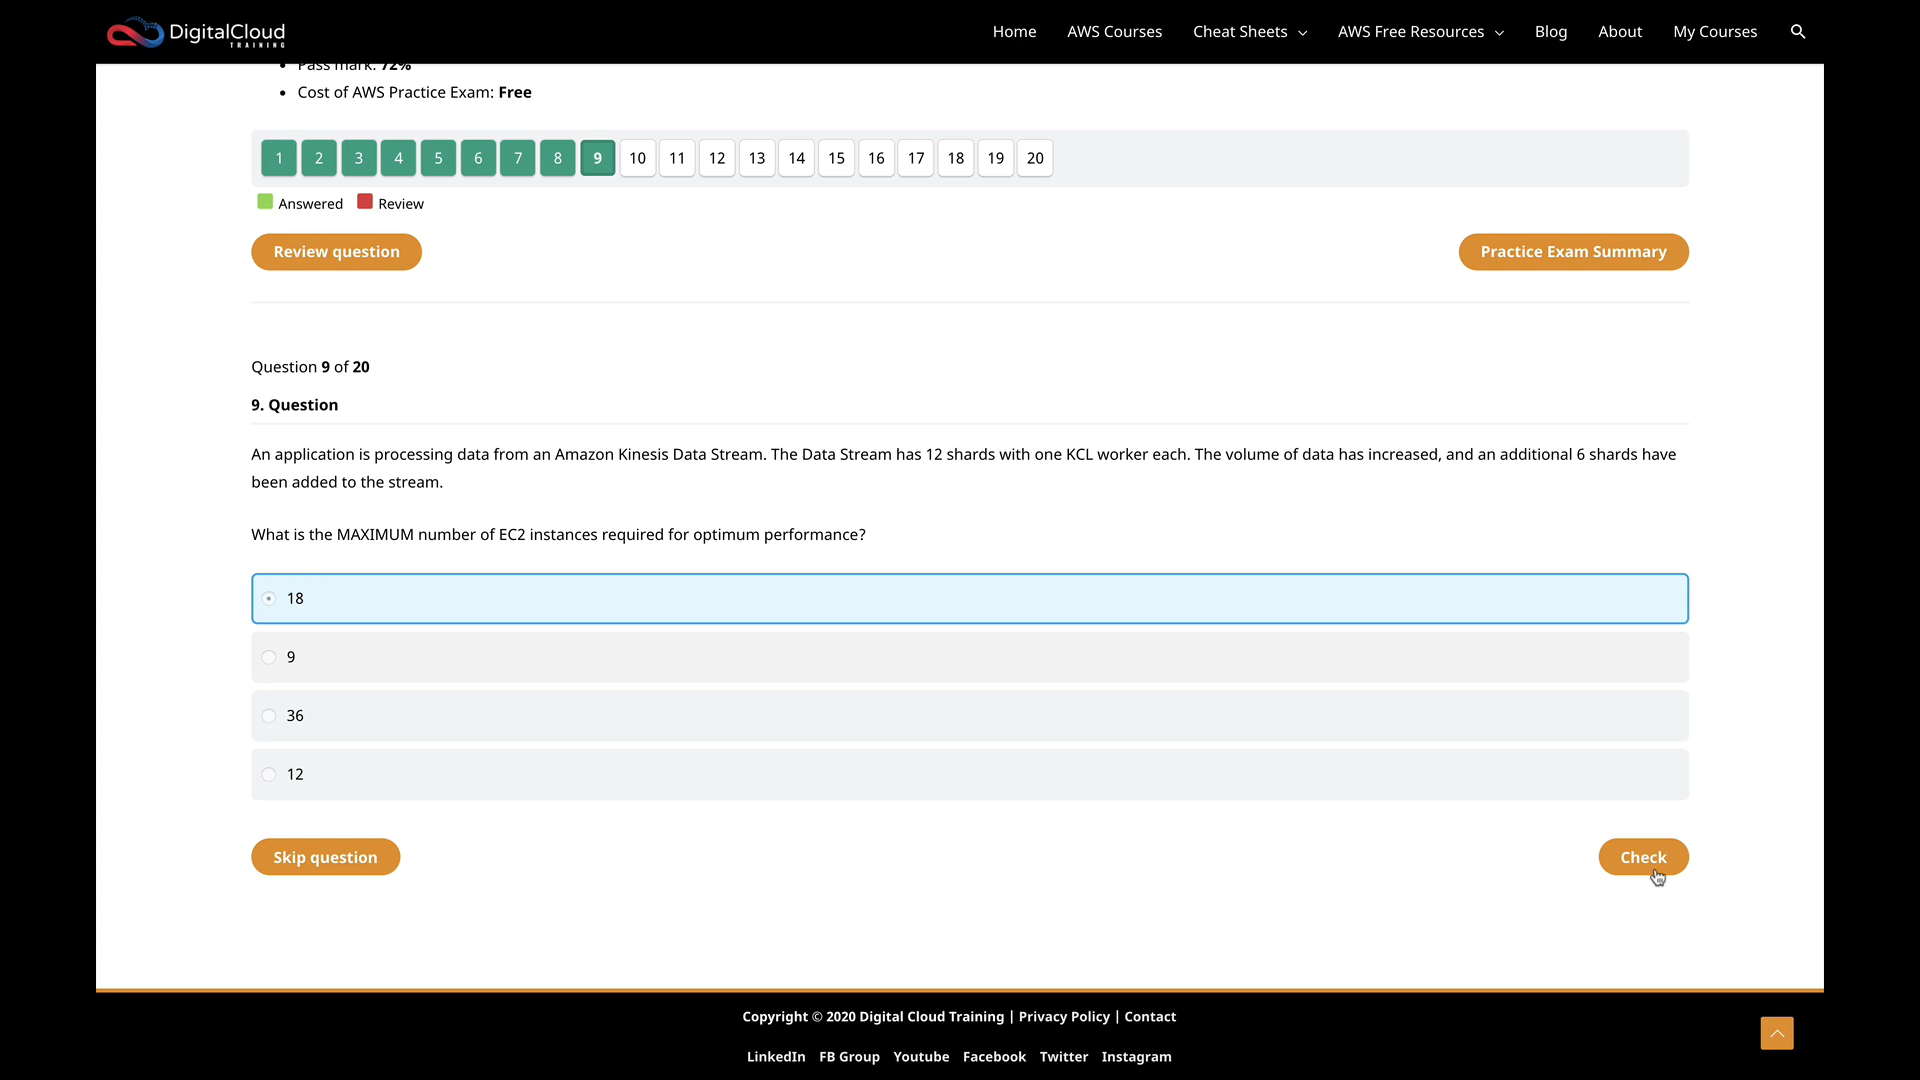 DigitalCloud
TRAINING
Home AWS Courses Cheat Sheets AWS Free Resources Blog About My Courses
Pass mark: 72%
Cost of AWS Practice Exam: Free
1 2 3 4 5 6 7 8 9 10 11 12 13 14 15 16 17 18 19 20
Answered Review
Review question Practice Exam Summary
Question 9 of 20
9. Question
An application is processing data from an Amazon Kinesis Data Stream. The Data Stream has 12 shards with one KCL worker each. The volume of data has increased, and an additional 6 shards have
been added to the stream.
What is the MAXIMUM number of EC2 instances required for optimum performance?
18
9
36
12
Skip question Check
Copyright © 2020 Digital Cloud Training | Privacy Policy | Contact
LinkedIn FB Group Youtube Facebook Twitter Instagram